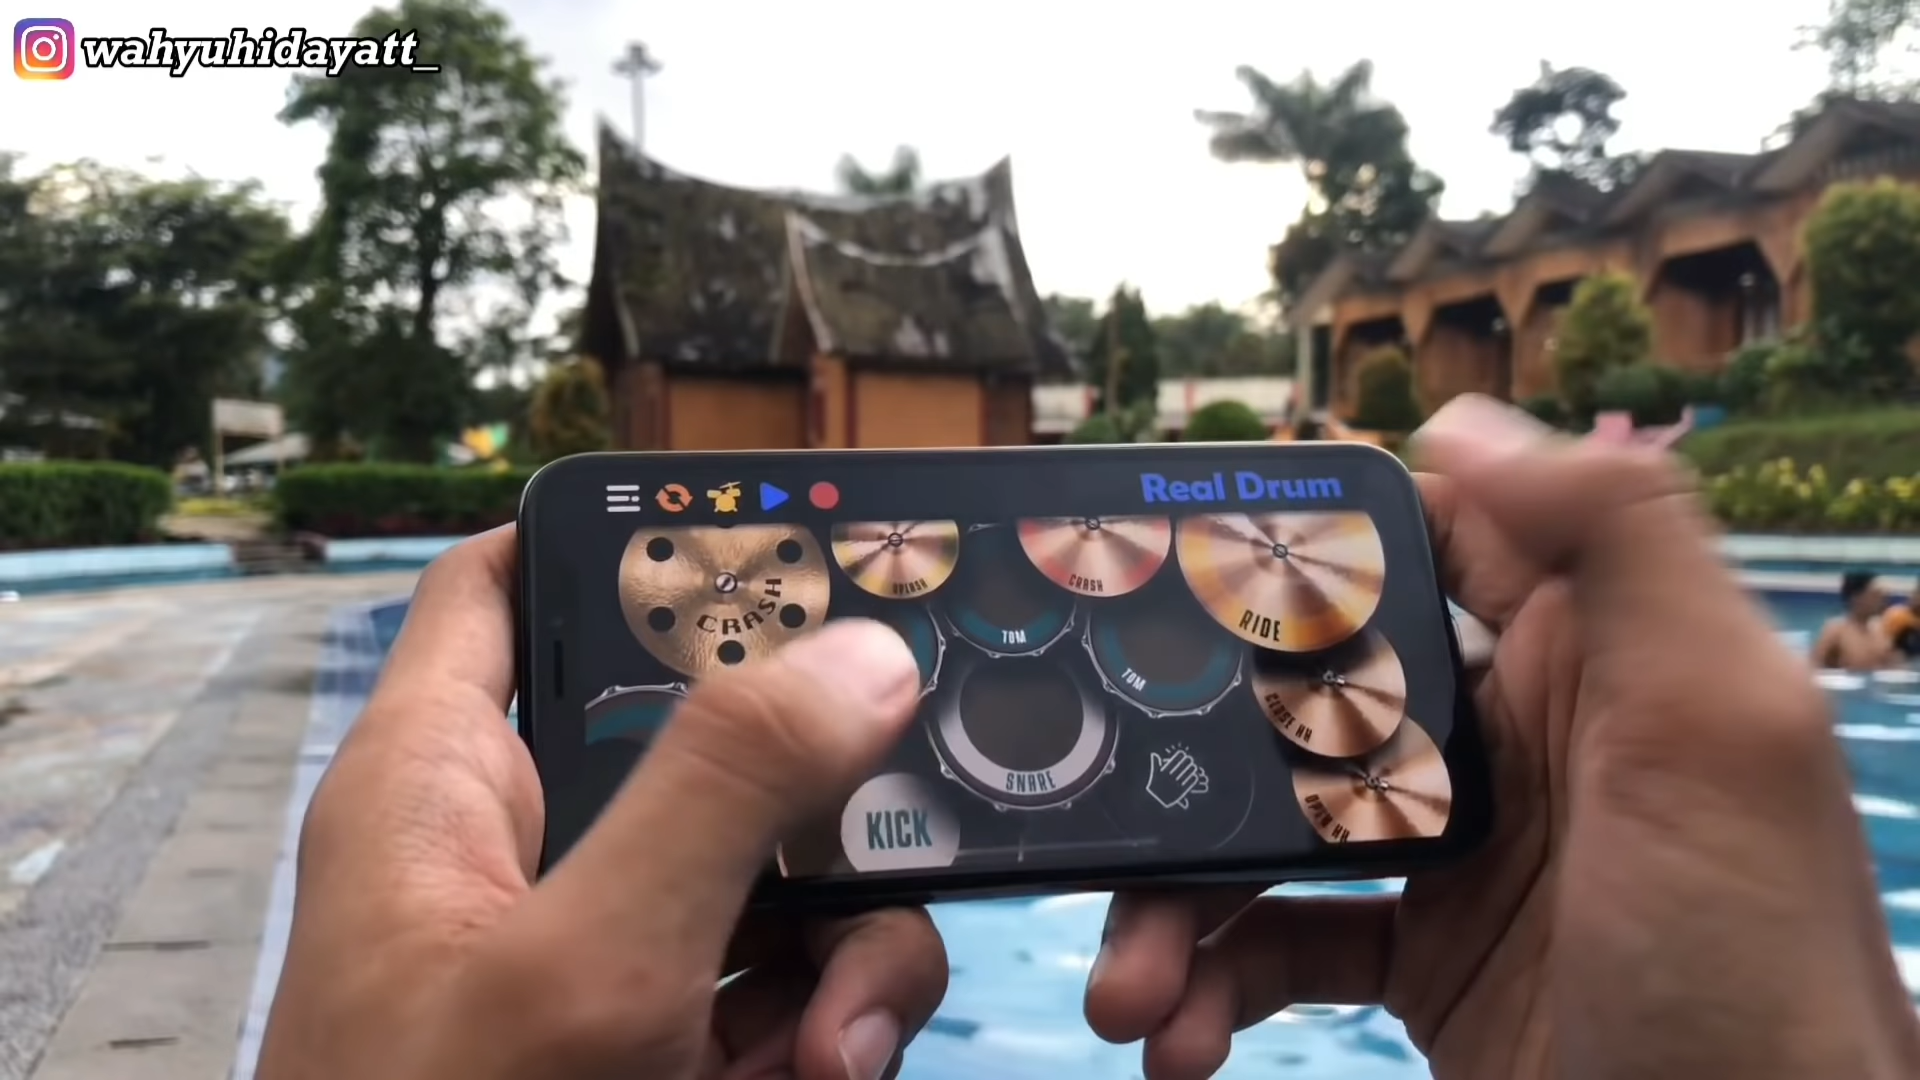 wahyuhidayatt_
Real Drum
CRASH
SPLASH
CRASH
RIDE
TOM
TOM
CLOSE HH
SNARE
OPEN HH
KICK